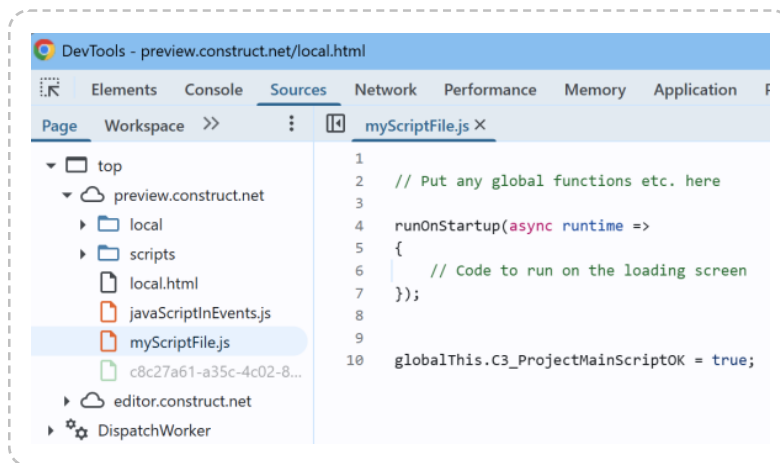 DevTools - preview.construct.net/local.html
Elements Console Sources Network Performance Memory Application
Page Workspace
myScriptFile.js ×
top
preview.construct.net
local
scripts
local.html
javaScriptInEvents.js
myScriptFile.js
c8c27a61-a35c-4c02-8...
editor.construct.net
DispatchWorker
1
2 // Put any global functions etc. here
3
4 runOnStartup(async runtime =>
5 {
6 // Code to run on the loading screen
7 });
8
9
10 globalThis.C3_ProjectMainScriptOK = true;